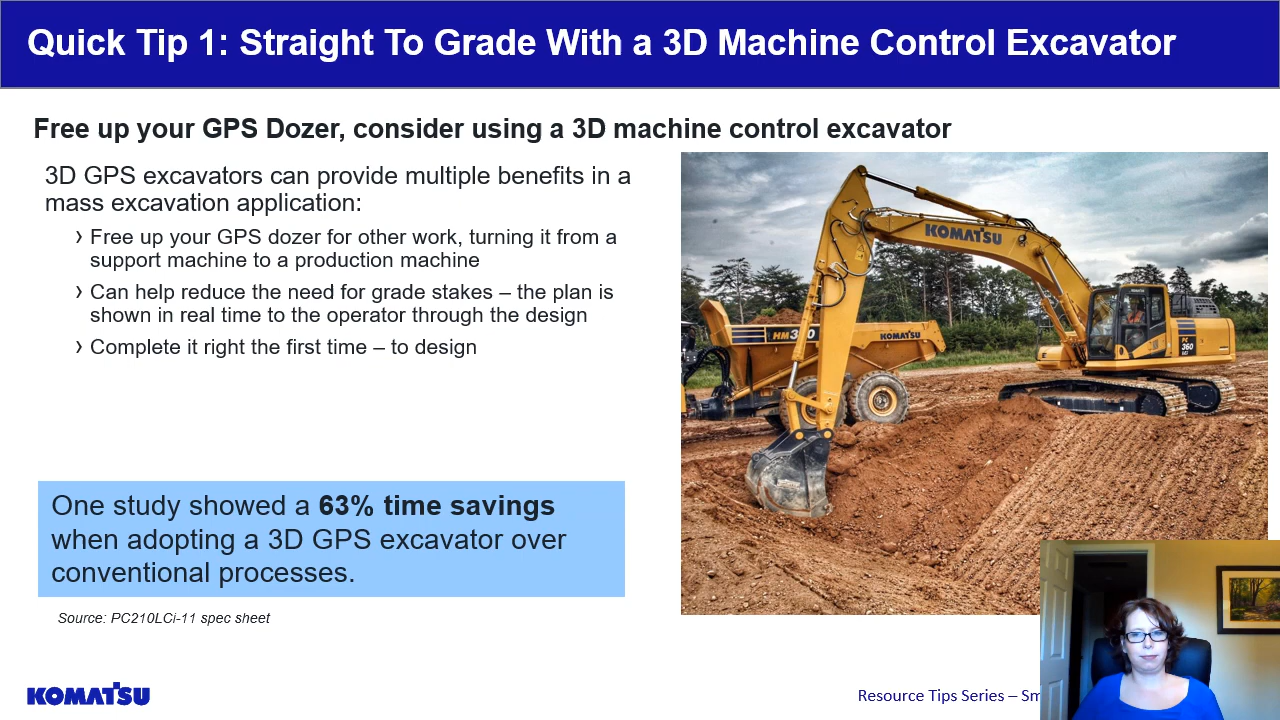 Quick Tip 1: Straight To Grade With a 3D Machine Control Excavator
Free up your GPS Dozer, consider using a 3D machine control excavator
3D GPS excavators can provide multiple benefits in a
mass excavation application:
› Free up your GPS dozer for other work, turning it from a
support machine to a production machine
› Can help reduce the need for grade stakes – the plan is
shown in real time to the operator through the design
› Complete it right the first time – to design
KOMATSU
HM
KOMATSU
PC
360
One study showed a 63% time savings
when adopting a 3D GPS excavator over
conventional processes.
Source: PC210LCi-11 spec sheet
KOMATSU
Resource Tips Series –